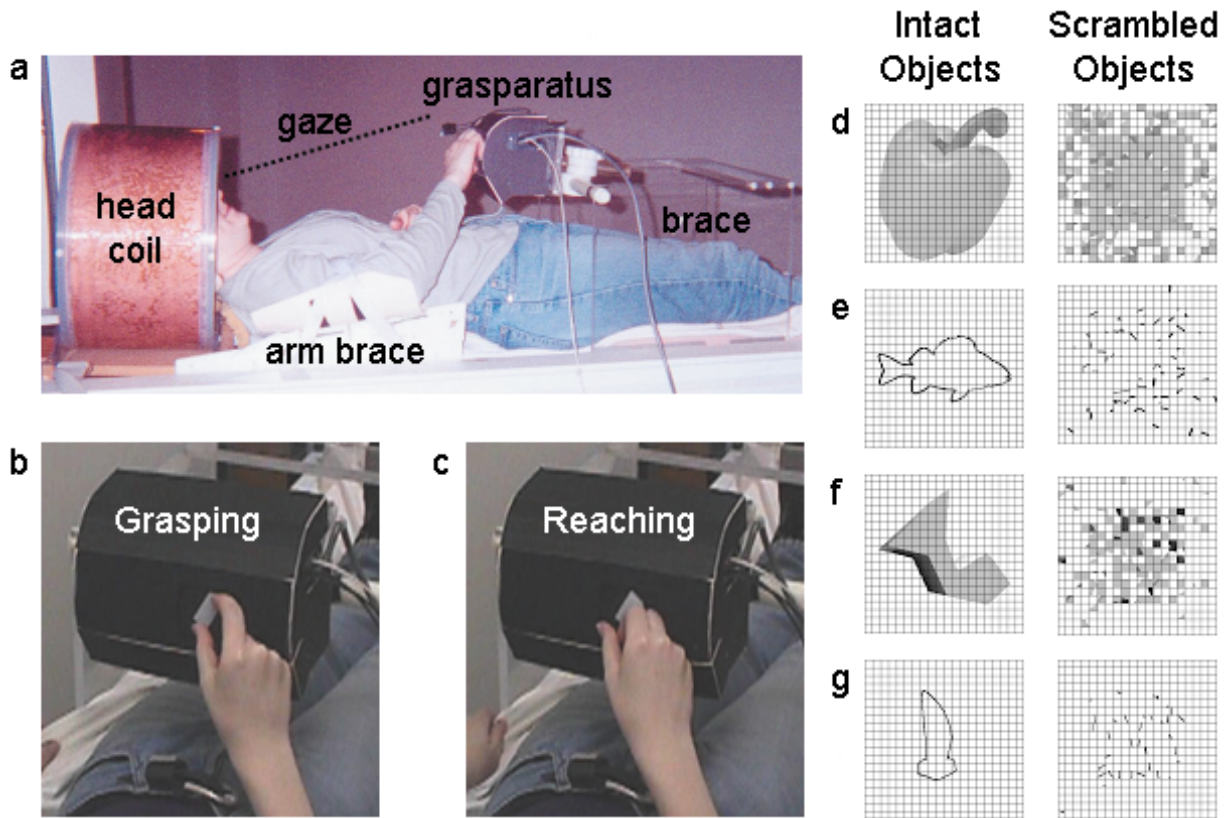 a
grasparatus
gaze
head
coil
brace
arm brace
b
Grasping
c
Reaching
Intact
Objects
Scrambled
Objects
d
e
f
g